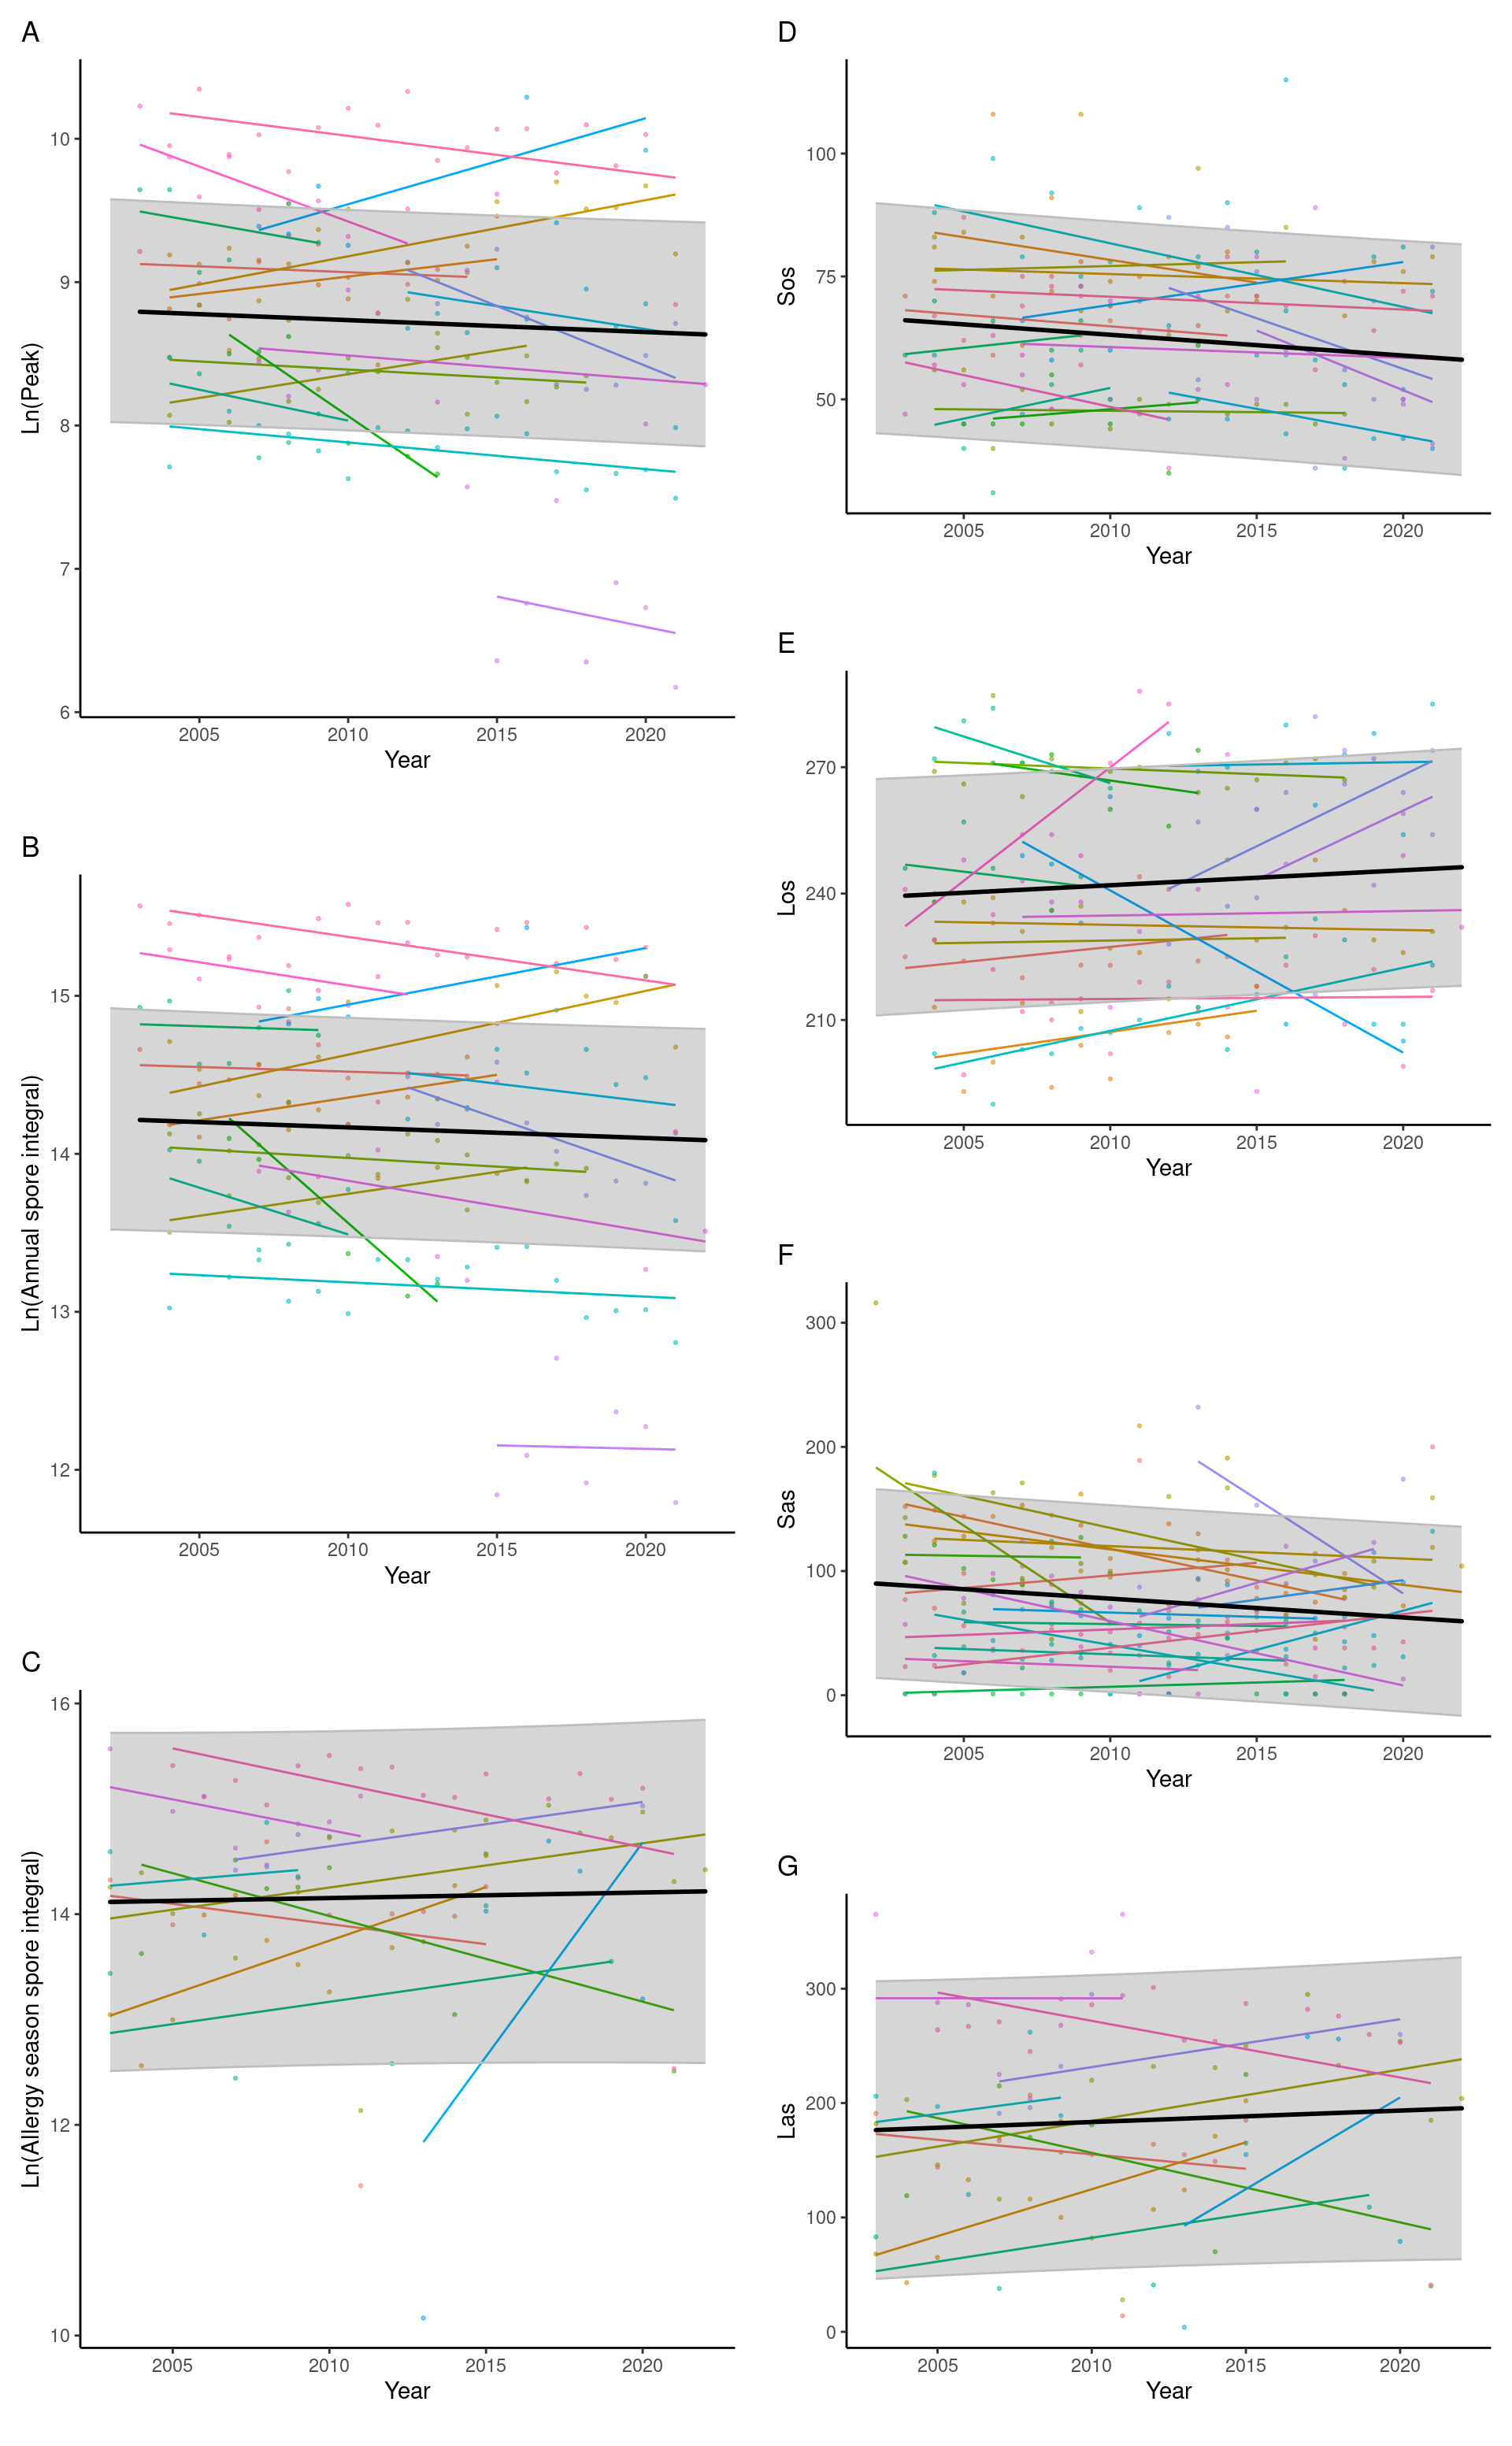 A
Ln(Peak)
10
9
8
7
6
2005 2010 2015 2020
Year
B
Ln(Annual spore integral)
15
14
13
12
2005 2010 2015 2020
Year
C
Ln(Allergy season spore integral)
16
14
12
10
2005 2010 2015 2020
Year
D
Sos
100
75
50
2005 2010 2015 2020
Year
E
Los
270
240
210
2005 2010 2015 2020
Year
F
Sas
300
200
100
0
2005 2010 2015 2020
Year
G
Las
300
200
100
0
2005 2010 2015 2020
Year